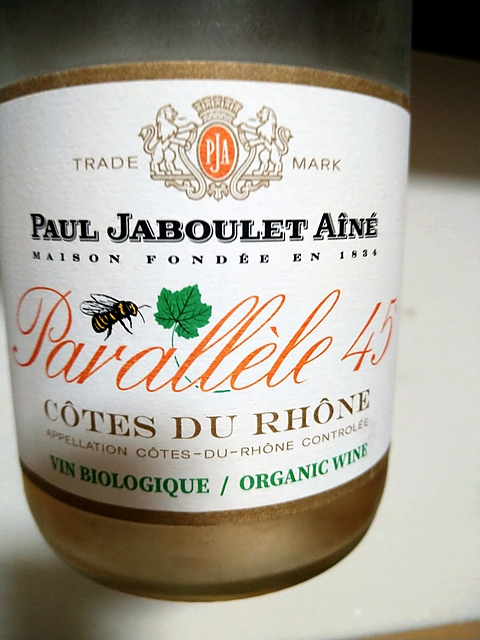 PJA
TRADE MARK
PAUL JABOULET AÎNÉ
MAISON FONDÉE EN 1834
Parallèle 45
CÔTES DU RHÔNE
APPELLATION CÔTES-DU-RHÔNE CONTROLÉE
VIN BIOLOGIQUE / ORGANIC WINE